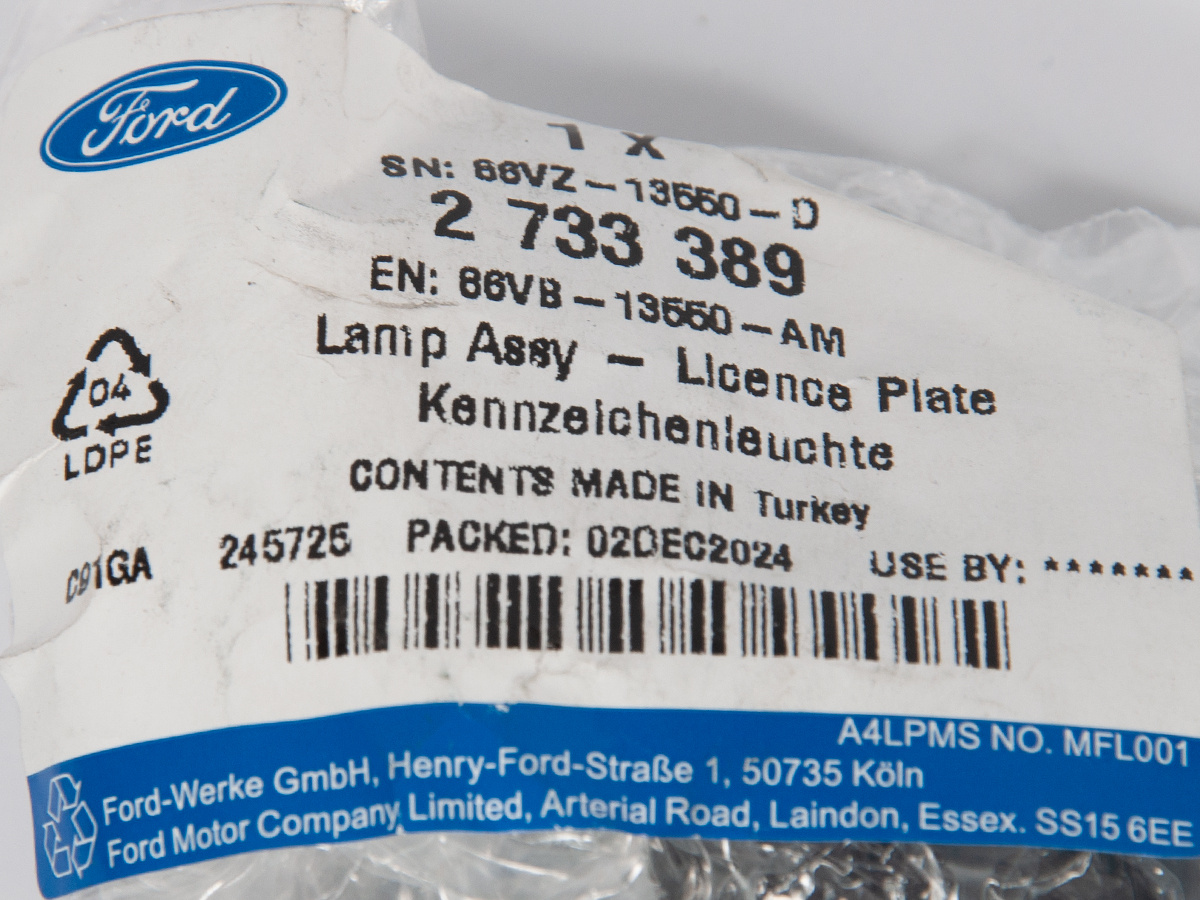 Ford
1 X
SN: 86VZ-13550-D
2 733 389
EN: 86VB-13550-AM
Lamp Assy - Licence Plate
Kennzeichenleuchte
CONTENTS MADE IN Turkey
04
LDPE
C91GA 245725 PACKED: 02DEC2024 USE BY: *******
A4LPMS NO. MFL001
Ford-Werke GmbH, Henry-Ford-Straße 1, 50735 Köln
Ford Motor Company Limited, Arterial Road, Laindon, Essex. SS15 6EE